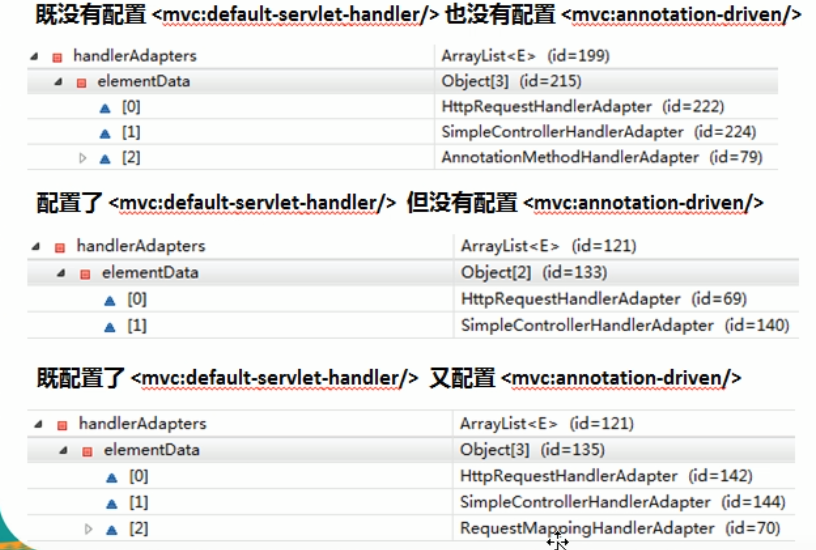 既没有配置 <mvc:default-servlet-handler/> 也没有配置 <mvc:annotation-driven/>
handlerAdapters ArrayList<E> (id=199)
elementData Object[3] (id=215)
[0] HttpRequestHandlerAdapter (id=222)
[1] SimpleControllerHandlerAdapter (id=224)
[2] AnnotationMethodHandlerAdapter (id=79)
配置了 <mvc:default-servlet-handler/> 但没有配置 <mvc:annotation-driven/>
handlerAdapters ArrayList<E> (id=121)
elementData Object[2] (id=133)
[0] HttpRequestHandlerAdapter (id=69)
[1] SimpleControllerHandlerAdapter (id=140)
既配置了 <mvc:default-servlet-handler/> 又配置 <mvc:annotation-driven/>
handlerAdapters ArrayList<E> (id=121)
elementData Object[3] (id=135)
[0] HttpRequestHandlerAdapter (id=142)
[1] SimpleControllerHandlerAdapter (id=144)
[2] RequestMappingHandlerAdapter (id=70)